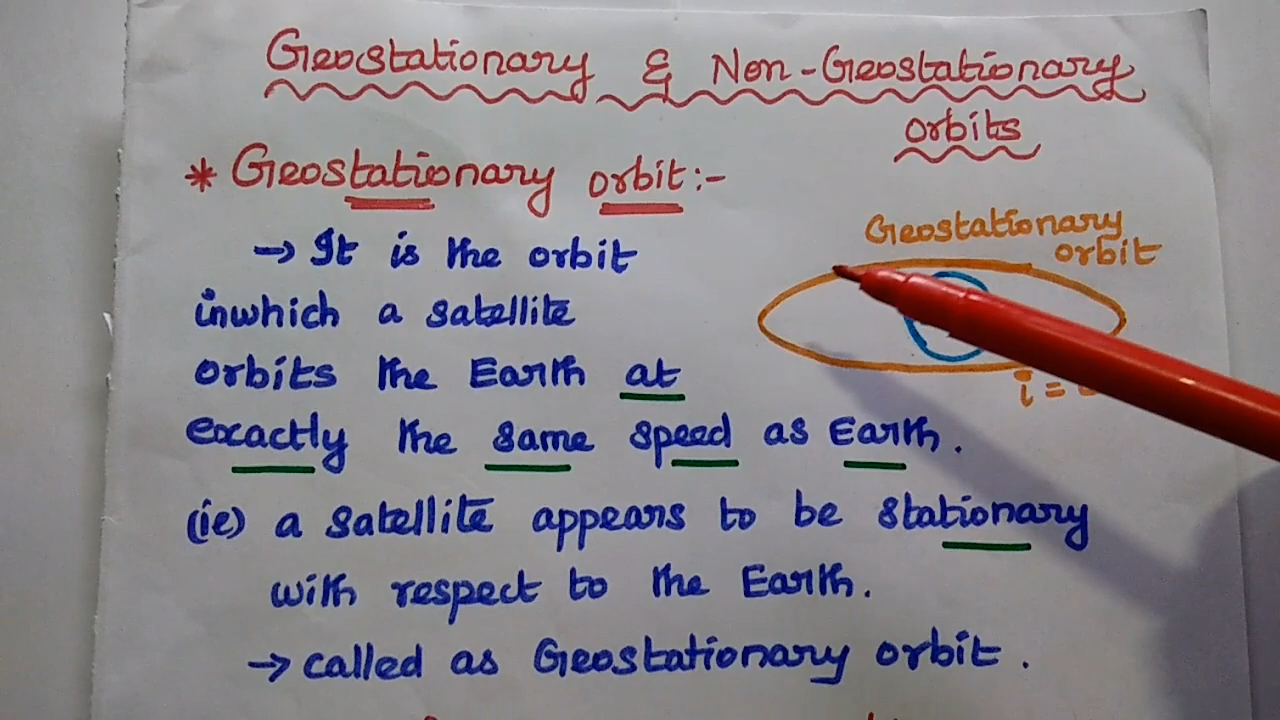 Geostationary & Non-Geostationary
orbits
* Geostationary orbit:-
→ It is the orbit
inwhich a satellite
orbits the Earth at
exactly the same speed as Earth.
(ie) a satellite appears to be stationary
with respect to the Earth.
→ called as Geostationary orbit.
Geostationary
orbit
i =